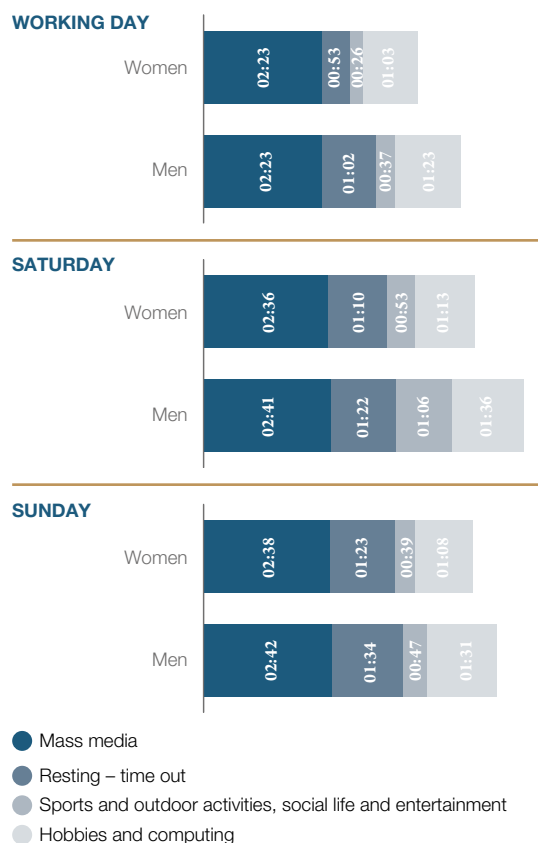 WORKING DAY
Women
02:23
00:53
00:26
01:03
Men
02:23
01:02
00:37
01:23
SATURDAY
Women
02:36
01:10
00:53
01:13
Men
02:41
01:22
01:06
01:36
SUNDAY
Women
02:38
01:23
00:39
01:08
Men
02:42
01:34
00:47
01:31
Mass media
Resting – time out
Sports and outdoor activities, social life and entertainment
Hobbies and computing